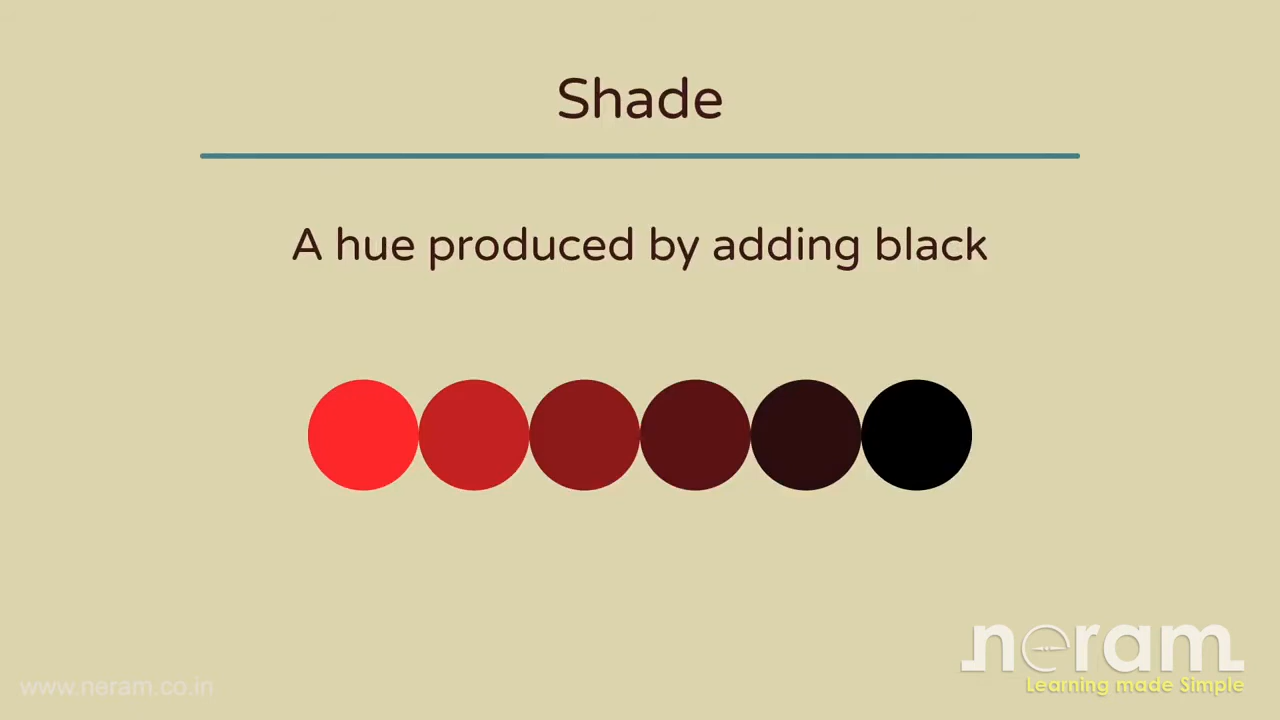 Shade
A hue produced by adding black
neram
www.neram.co.in
Learning made Simple